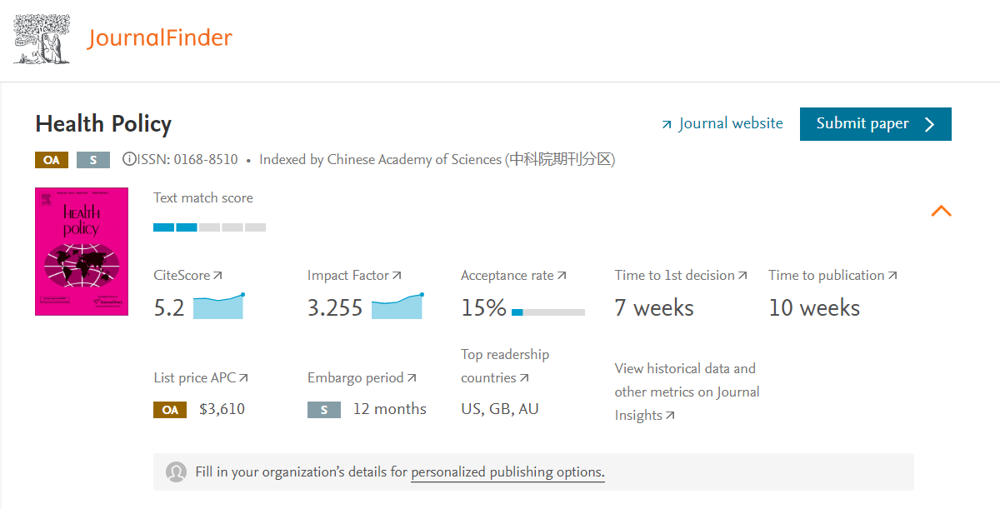 JournalFinder
Health Policy
Journal website
Submit paper
OA S ISSN: 0168-8510 • Indexed by Chinese Academy of Sciences (中科院期刊分区)
HEALTH
policy
Text match score
CiteScore Impact Factor Acceptance rate Time to 1st decision Time to publication
5.2 3.255 15% 7 weeks 10 weeks
Top readership
countries
List price APC Embargo period
View historical data and
other metrics on Journal
Insights
OA $3,610 S 12 months US, GB, AU
Fill in your organization's details for personalized publishing options.